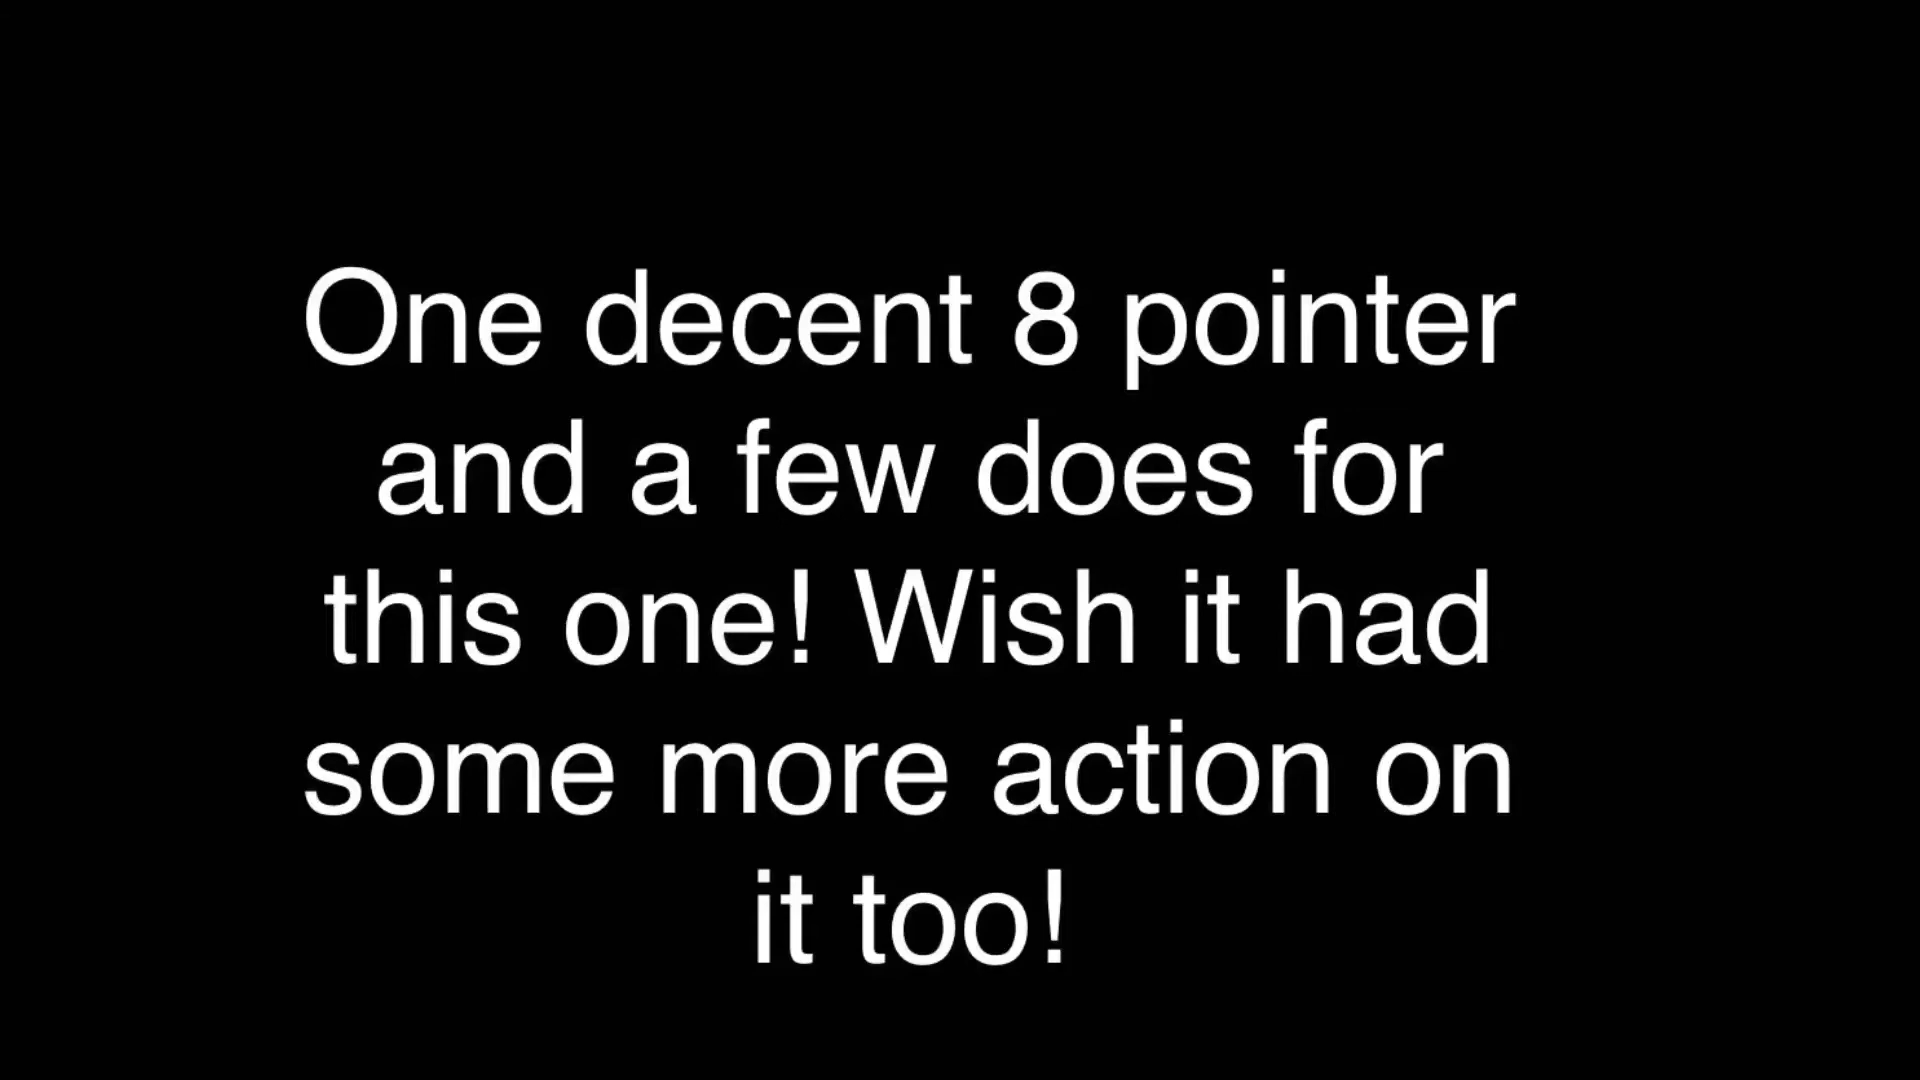 One decent 8 pointer
and a few does for
this one! Wish it had
some more action on
it too!